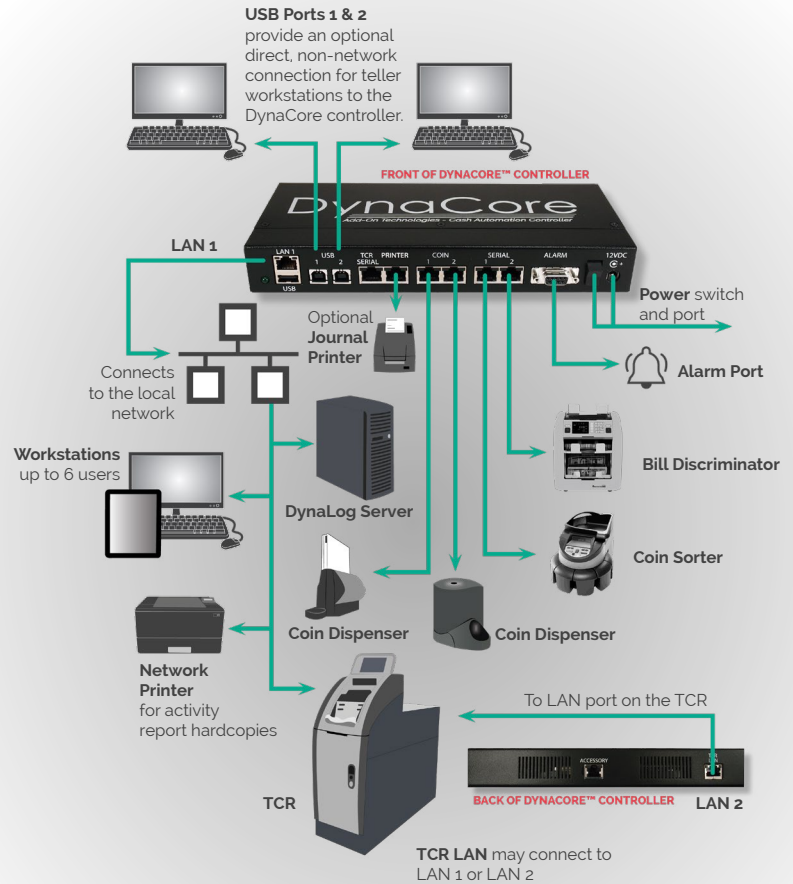 USB Ports 1 & 2
provide an optional
direct, non-network
connection for teller
workstations to the
DynaCore controller.
FRONT OF DYNACORE™ CONTROLLER
DynaCore
Add-On Technologies - Cash Automation Controller
LAN 1
LAN 1
USB
USB
1 2
TCR
SERIAL
PRINTER
COIN
1 2
SERIAL
1 2
ALARM
12VDC
Power switch
and port
Optional
Journal
Printer
Alarm Port
Connects
to the local
network
Workstations
up to 6 users
DynaLog Server
Bill Discriminator
Coin Sorter
Coin Dispenser
Coin Dispenser
Network
Printer
for activity
report hardcopies
To LAN port on the TCR
ACCESSORY
LAN
TCR
BACK OF DYNACORE™ CONTROLLER
LAN 2
TCR LAN may connect to
LAN 1 or LAN 2